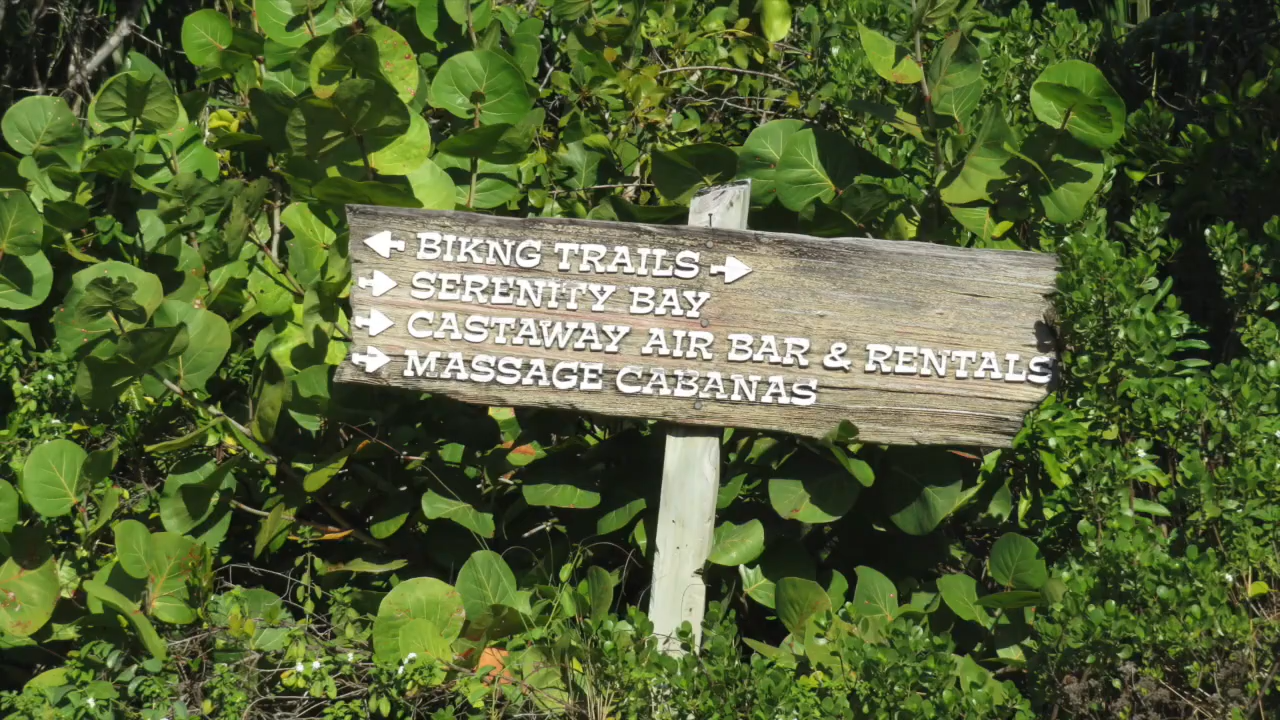 BIKNG TRAILS
SERENITY BAY
CASTAWAY AIR BAR & RENTALS
MASSAGE CABANAS